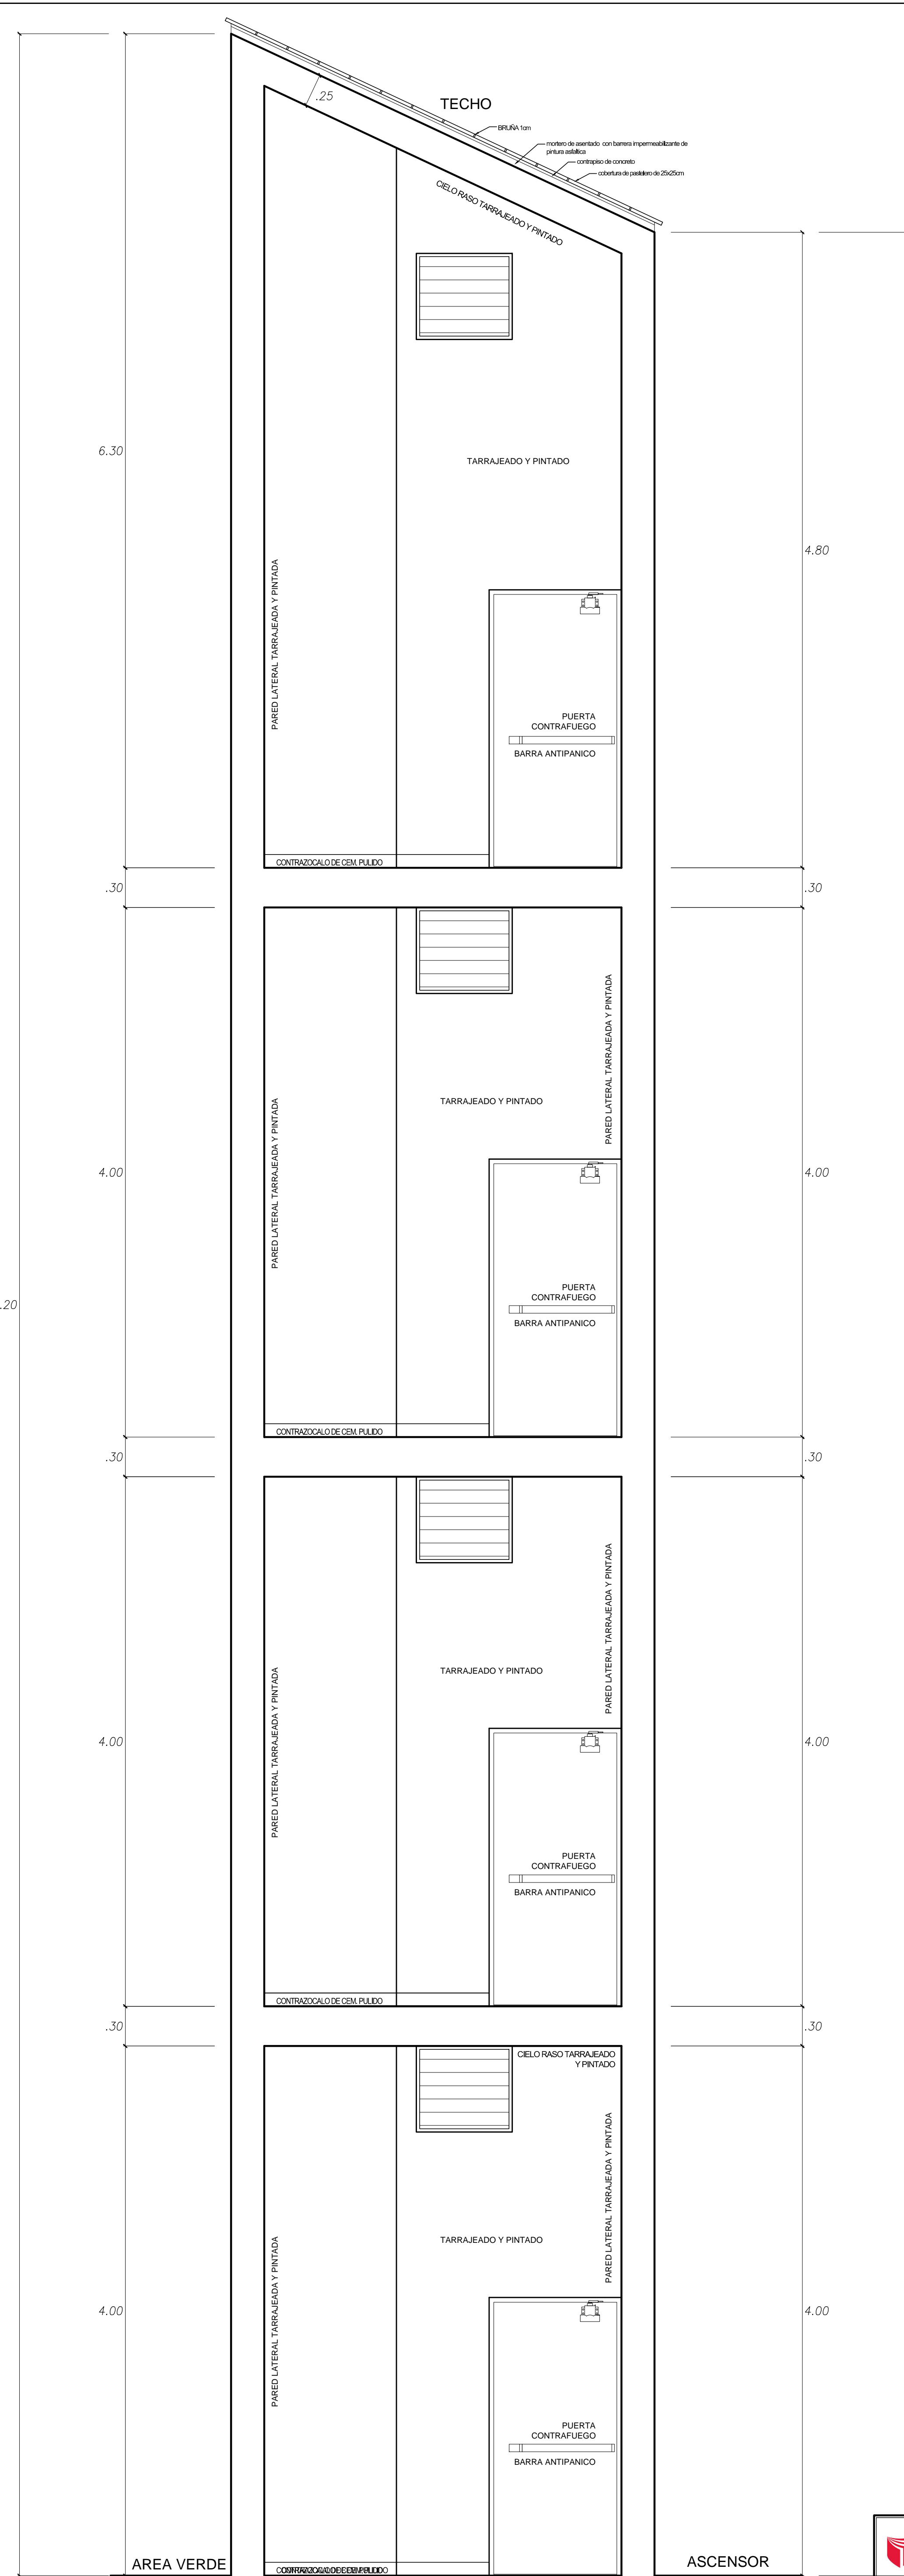 .25
TECHO
BRUÑA 1cm
mortero de asentado con barrera impermeabilizante de
pintura asfaltica
contrapiso de concreto
cobertura de pastelero de 25x25cm
CIELO RASO TARRAJEADO Y PINTADO
6.30
TARRAJEADO Y PINTADO
4.80
PARED LATERAL TARRAJEADA Y PINTADA
PUERTA
CONTRAFUEGO
BARRA ANTIPANICO
CONTRAZOCALO DE CEM. PULIDO
.30
.30
PARED LATERAL TARRAJEADA Y PINTADA
TARRAJEADO Y PINTADO
PARED LATERAL TARRAJEADA Y PINTADA
4.00
4.00
PUERTA
CONTRAFUEGO
.20
BARRA ANTIPANICO
CONTRAZOCALO DE CEM. PULIDO
.30
.30
PARED LATERAL TARRAJEADA Y PINTADA
TARRAJEADO Y PINTADO
PARED LATERAL TARRAJEADA Y PINTADA
4.00
4.00
PUERTA
CONTRAFUEGO
BARRA ANTIPANICO
CONTRAZOCALO DE CEM. PULIDO
.30
.30
CIELO RASO TARRAJEADO
Y PINTADO
PARED LATERAL TARRAJEADA Y PINTADA
TARRAJEADO Y PINTADO
PARED LATERAL TARRAJEADA Y PINTADA
4.00
4.00
PUERTA
CONTRAFUEGO
BARRA ANTIPANICO
AREA VERDE
CONTRAZOCALO DE CEM. PULIDO
ASCENSOR